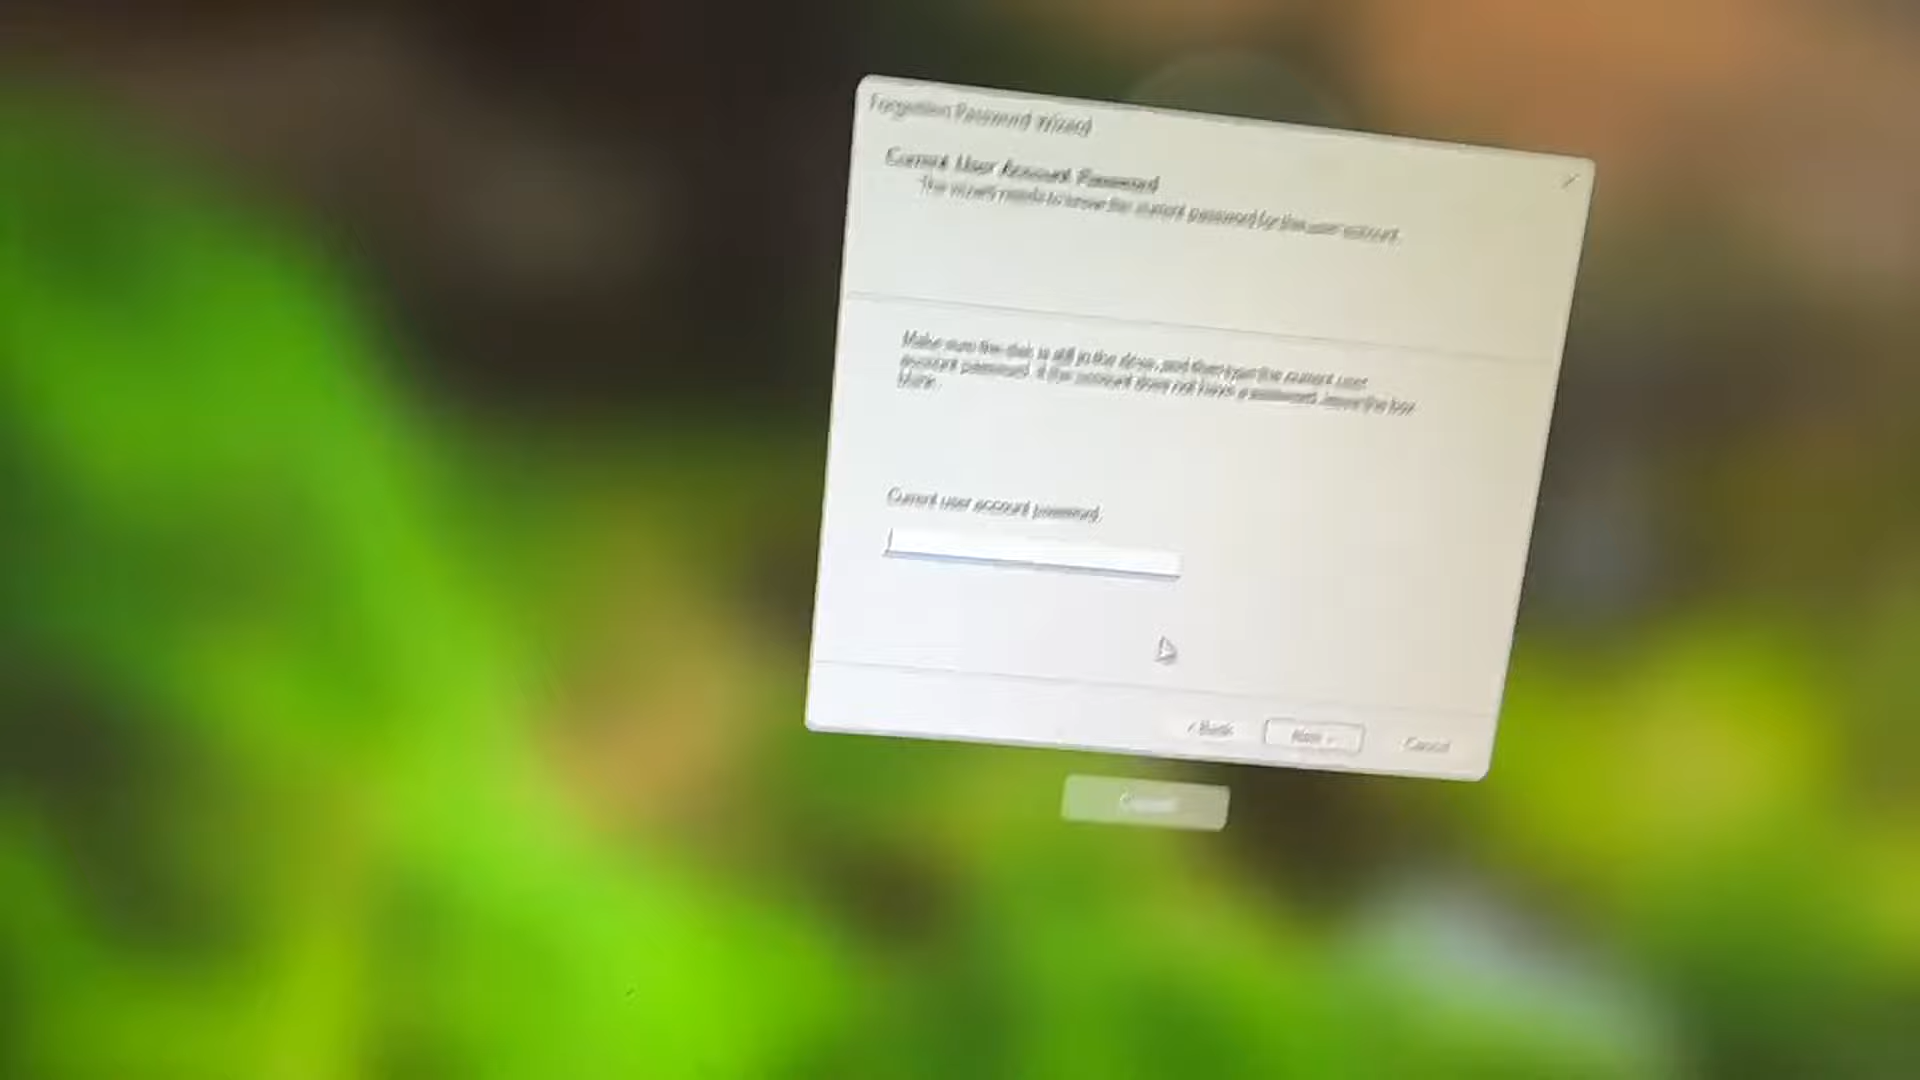 Forgotten Password Wizard
Current User Account Password
The wizard needs to know the current password for this user account.
Make sure the disk is still in the drive, and then type the current user
account password. If the account does not have a password, leave the box
blank.
Current user account password:
< Back
Next >
Cancel
Cancel